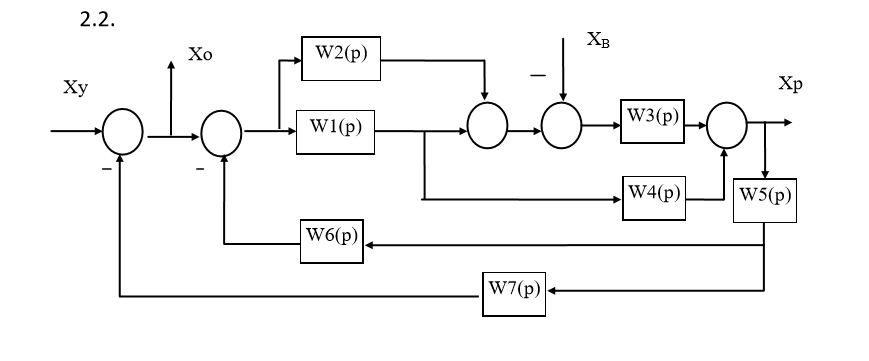 2.2.
W2(p)
Xв
Xo
–
Xp
Xy
W1(p)
W3(p)
–
–
W4(p)
W5(p)
W6(p)
W7(p)